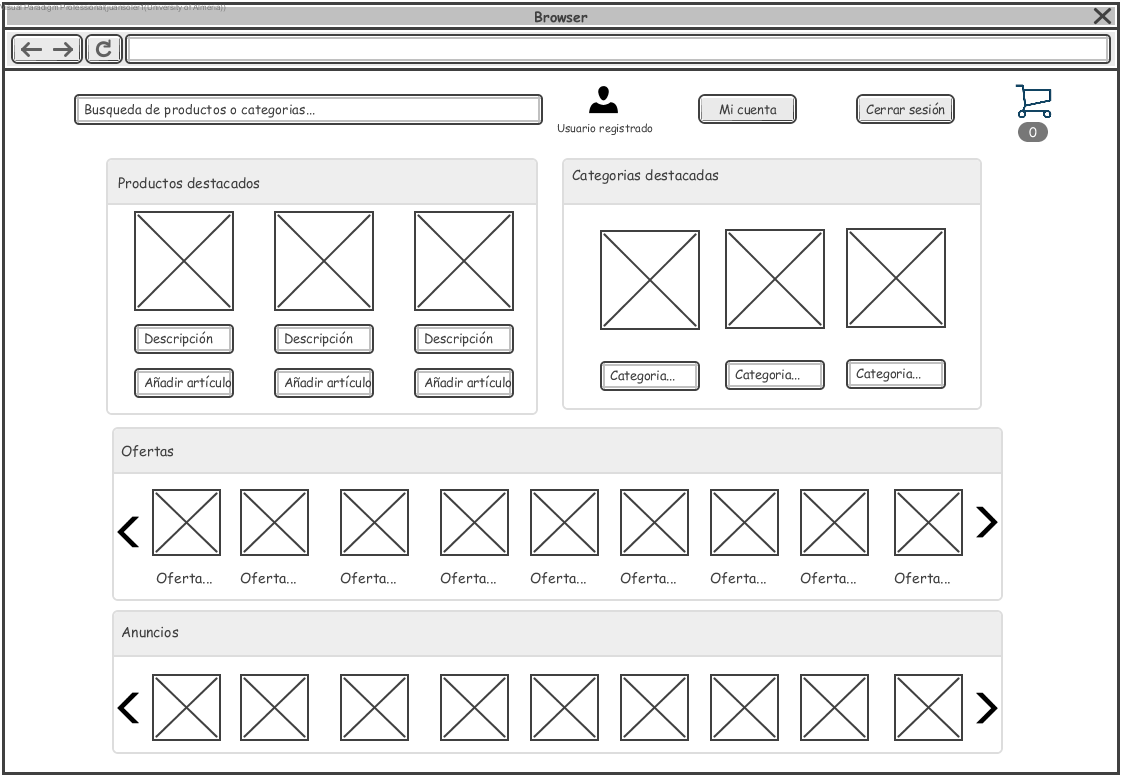 Visual Paradigm Professional(juansoler1(University of Almeria))
Browser
Busqueda de productos o categorias...
Usuario registrado
Mi cuenta
Cerrar sesión
0
Productos destacados
Categorias destacadas
Descripción Descripción Descripción
Añadir artículo Añadir artículo Añadir artículo
Categoria... Categoria... Categoria...
Ofertas
Oferta... Oferta... Oferta... Oferta... Oferta... Oferta... Oferta... Oferta... Oferta...
Anuncios